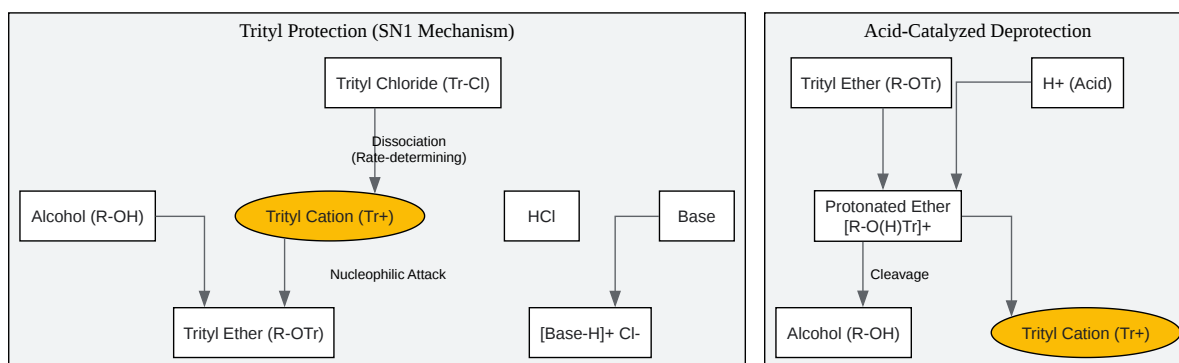 Trityl Protection (SN1 Mechanism)
Trityl Chloride (Tr-Cl)
Dissociation
(Rate-determining)
Alcohol (R-OH)
Trityl Cation (Tr+)
HCl
Base
Nucleophilic Attack
Trityl Ether (R-OTr)
[Base-H]+ Cl-
Acid-Catalyzed Deprotection
Trityl Ether (R-OTr)
H+ (Acid)
Protonated Ether
[R-O(H)Tr]+
Cleavage
Alcohol (R-OH)
Trityl Cation (Tr+)